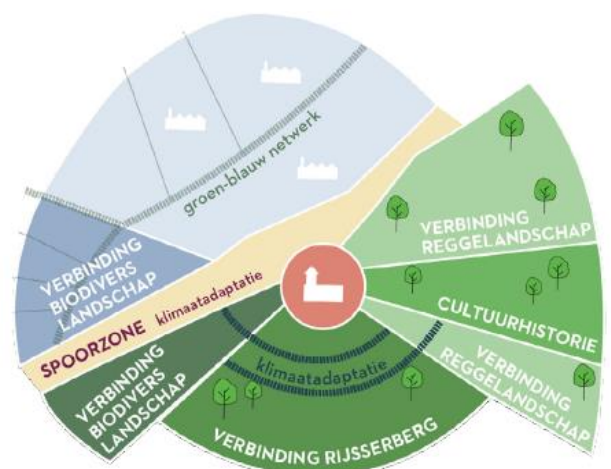 groen-blauw netwerk
VERBINDING
REGGELANDSCHAP
VERBINDING
BIODIVERS
LANDSCHAP
CULTUURHISTORIE
SPOORZONE klimaatadaptatie
klimaatadaptatie
VERBINDING
REGGELANDSCHAP
VERBINDING
BIODIVERS
LANDSCHAP
VERBINDING RIJSSERBERG